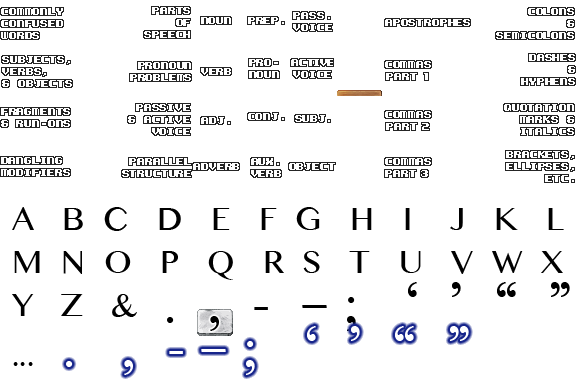 COMMONLY
CONFUSED
WORDS
PARTS
OF
SPEECH
NOUN
PREP.
PASS.
VOICE
APOSTROPHES
COLONS
&
SEMICOLONS
SUBJECTS,
VERBS,
& OBJECTS
PRONOUN
PROBLEMS
VERB
PRO-
NOUN
ACTIVE
VOICE
COMMAS
PART 1
DASHES
&
HYPHENS
FRAGMENTS
& RUN-ONS
PASSIVE
& ACTIVE
VOICE
ADJ.
CONJ.
SUBJ.
COMMAS
PART 2
QUOTATION
MARKS &
ITALICS
DANGLING
MODIFIERS
PARALLEL
STRUCTURE
ADVERB
AUX.
VERB
OBJECT
COMMAS
PART 3
BRACKETS,
ELLIPSES,
ETC.
A B C D E F G H I J K L
M N O P Q R S T U V W X
Y Z & . , - — ; ‘ ’ “ ”
... . , - — ; ‘ ’ “ ”